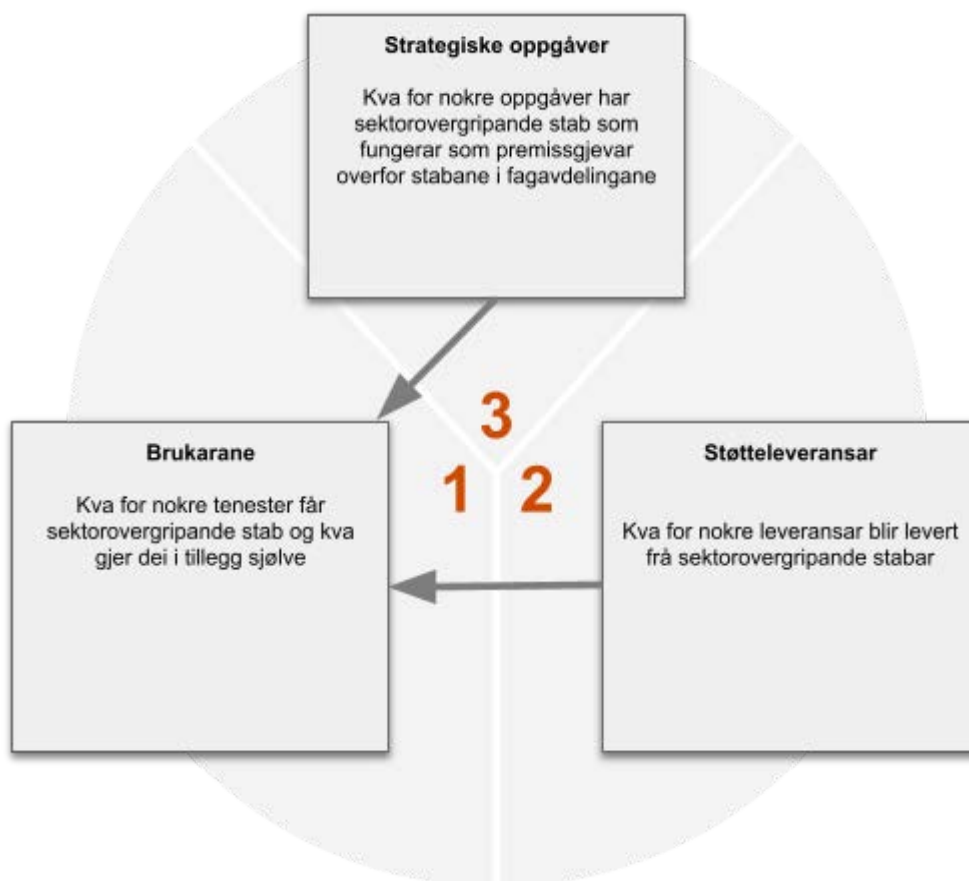 Strategiske oppgåver
Kva for nokre oppgåver har
sektorovergripande stab som
fungerar som premissgjevar
overfor stabane i fagavdelingane
3
1
2
Brukarane
Kva for nokre tenester får
sektorovergripande stab og kva
gjer dei i tillegg sjølve
Støtteleveransar
Kva for nokre leveransar blir levert
frå sektorovergripande stabar